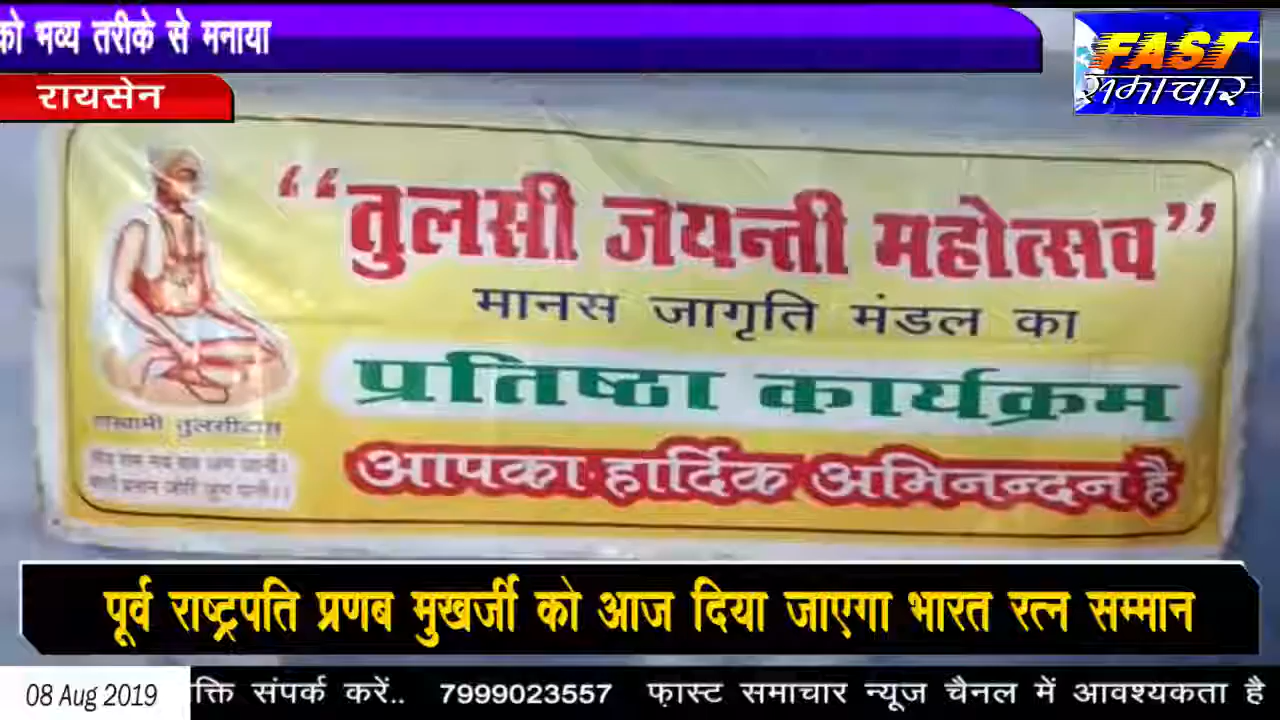 को भव्य तरीके से मनाया
FAST
समाचार
रायसेन
“तुलसी जयन्ती महोत्सव”
मानस जागृति मंडल का
प्रतिष्ठा कार्यक्रम
आपका हार्दिक अभिनन्दन है
तुलसीदास
पूर्व राष्ट्रपति प्रणब मुखर्जी को आज दिया जाएगा भारत रत्न सम्मान
08 Aug 2019
क्ति संपर्क करें.. 7999023557 फ़ास्ट समाचार न्यूज चैनल में आवश्यकता है